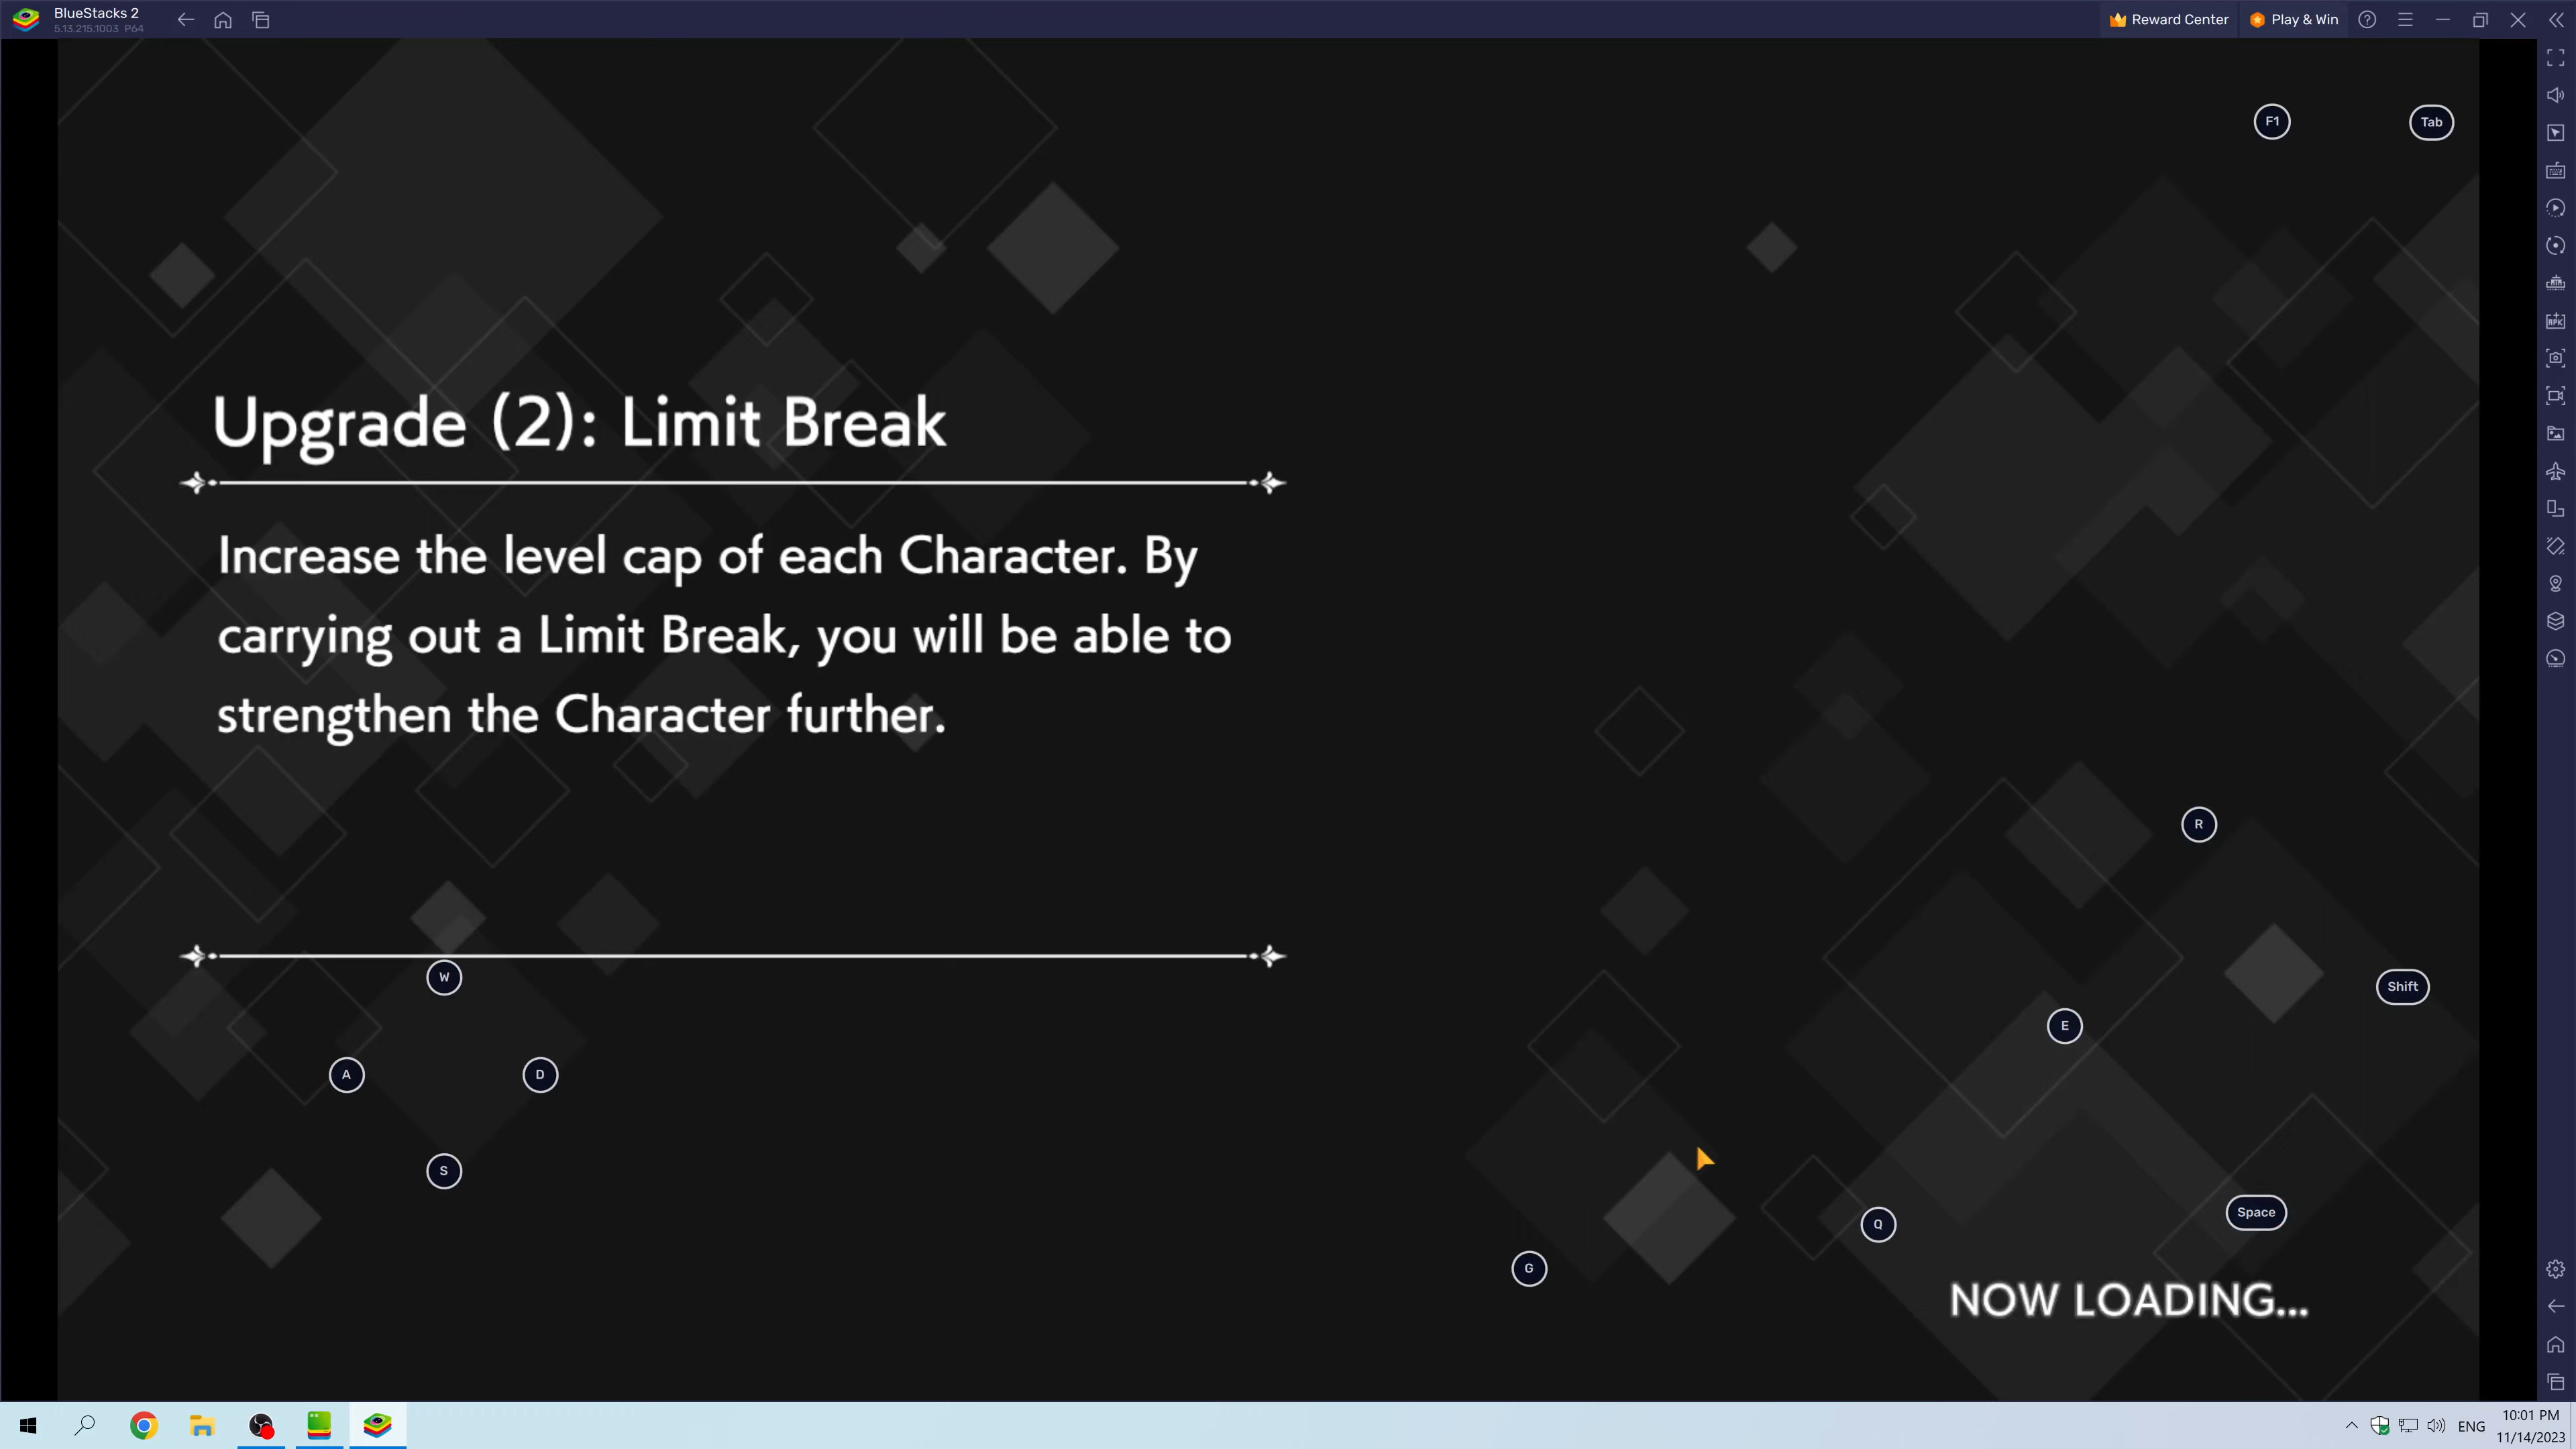 BlueStacks 2
5.13.215.1003 P64
Reward Center
Play & Win
F1
Tab
Upgrade (2): Limit Break
Increase the level cap of each Character. By
carrying out a Limit Break, you will be able to
strengthen the Character further.
R
W
Shift
E
A
D
S
Space
Q
G
NOW LOADING...
ENG
10:01 PM
11/14/2023